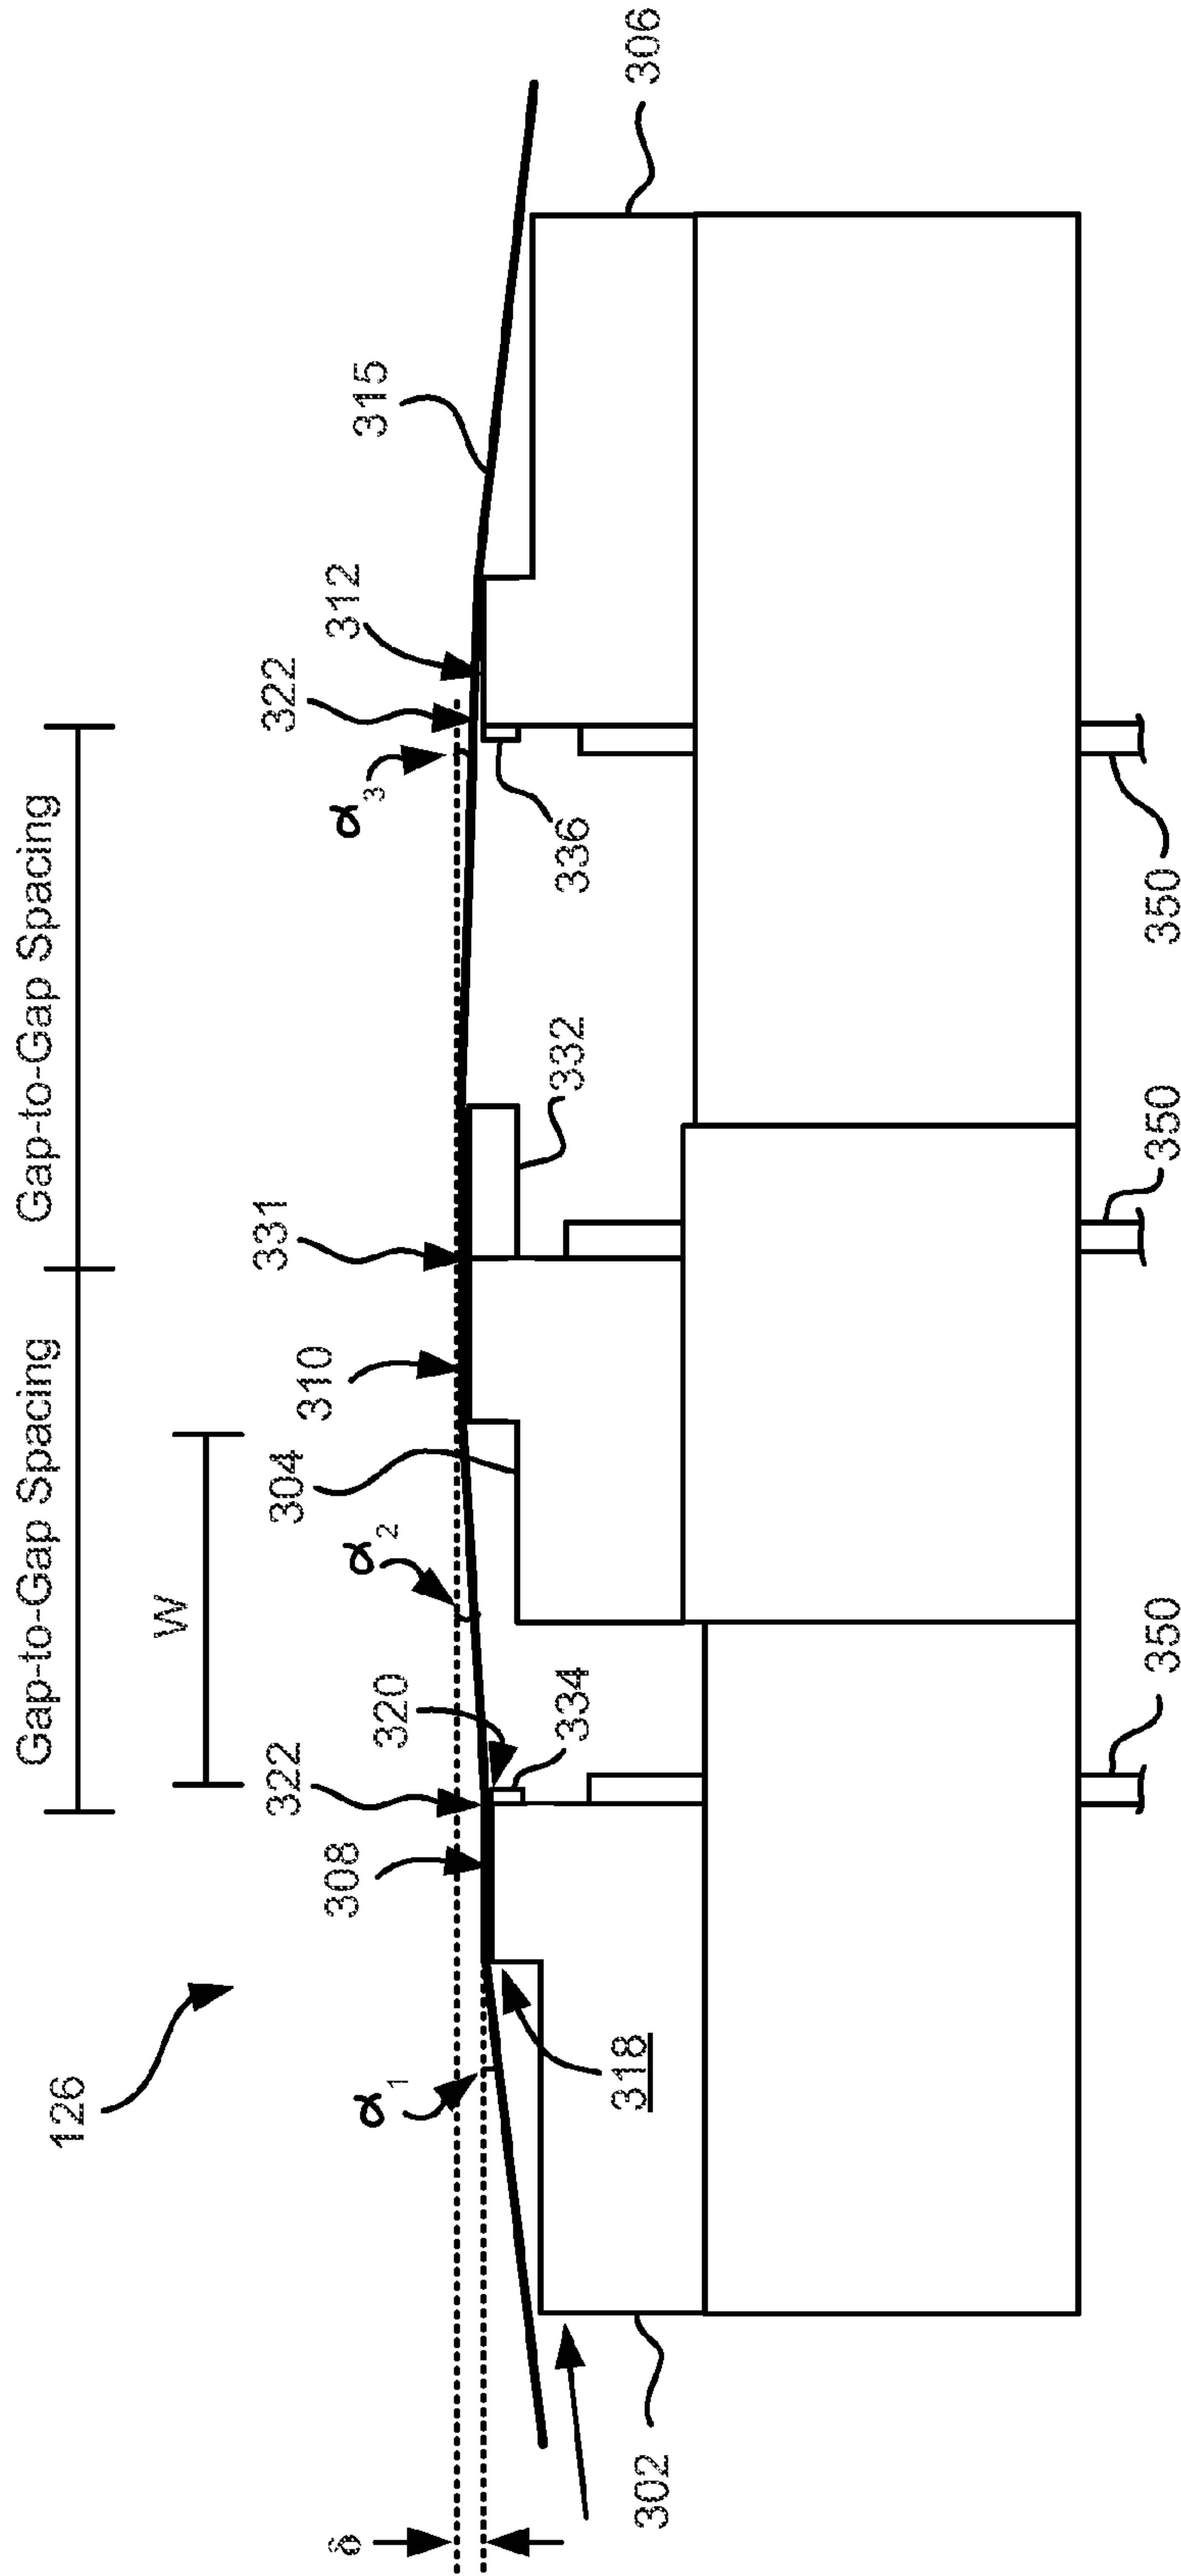 Gap-to-Gap Spacing
Gap-to-Gap Spacing
W
126
δ
α1
308
322
320
α2
304
310
331
332
α3
322
312
315
334
336
318
302
306
350
350
350